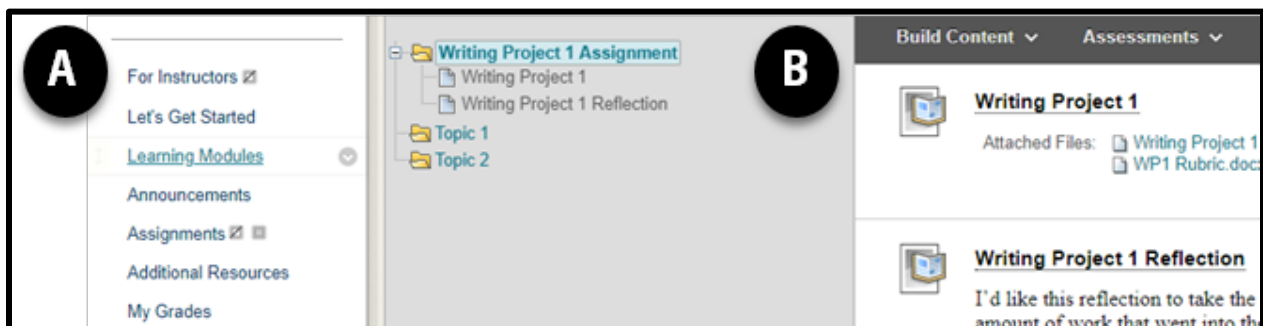 A
For Instructors
Let's Get Started
Learning Modules
Announcements
Assignments
Additional Resources
My Grades
Writing Project 1 Assignment
Writing Project 1
Writing Project 1 Reflection
Topic 1
Topic 2
B
Build Content Assessments
Writing Project 1
Attached Files: Writing Project 1
WP1 Rubric.doc
Writing Project 1 Reflection
I'd like this reflection to take the
amount of work that went into the